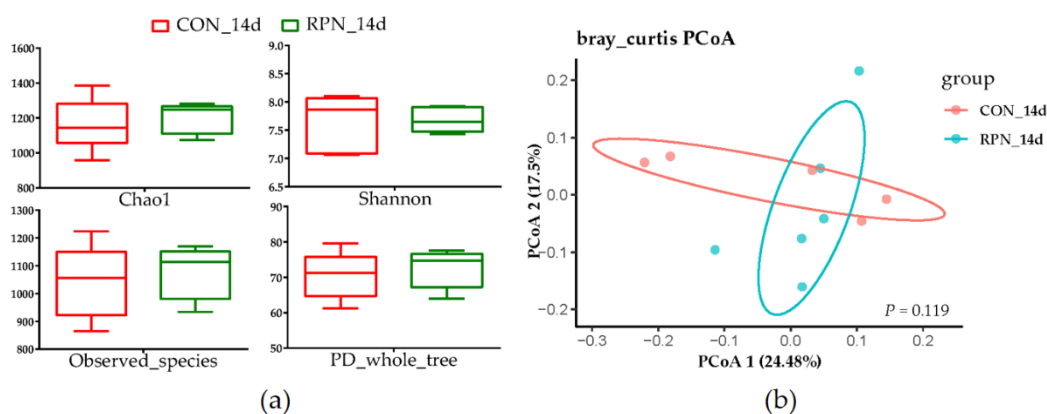 CON_14d RPN_14d
1600
1400
1200
1000
800
Chao1
9.0
8.5
8.0
7.5
7.0
6.5
Shannon
1300
1200
1100
1000
900
800
Observed_species
90
80
70
60
50
PD_whole_tree
(a)
bray_curtis PCoA
PCoA 2 (17.5%)
0.2
0.1
0.0
−0.1
−0.2
−0.3 −0.2 −0.1 0.0 0.1 0.2
PCoA 1 (24.48%)
P = 0.119
group
CON_14d
RPN_14d
(b)